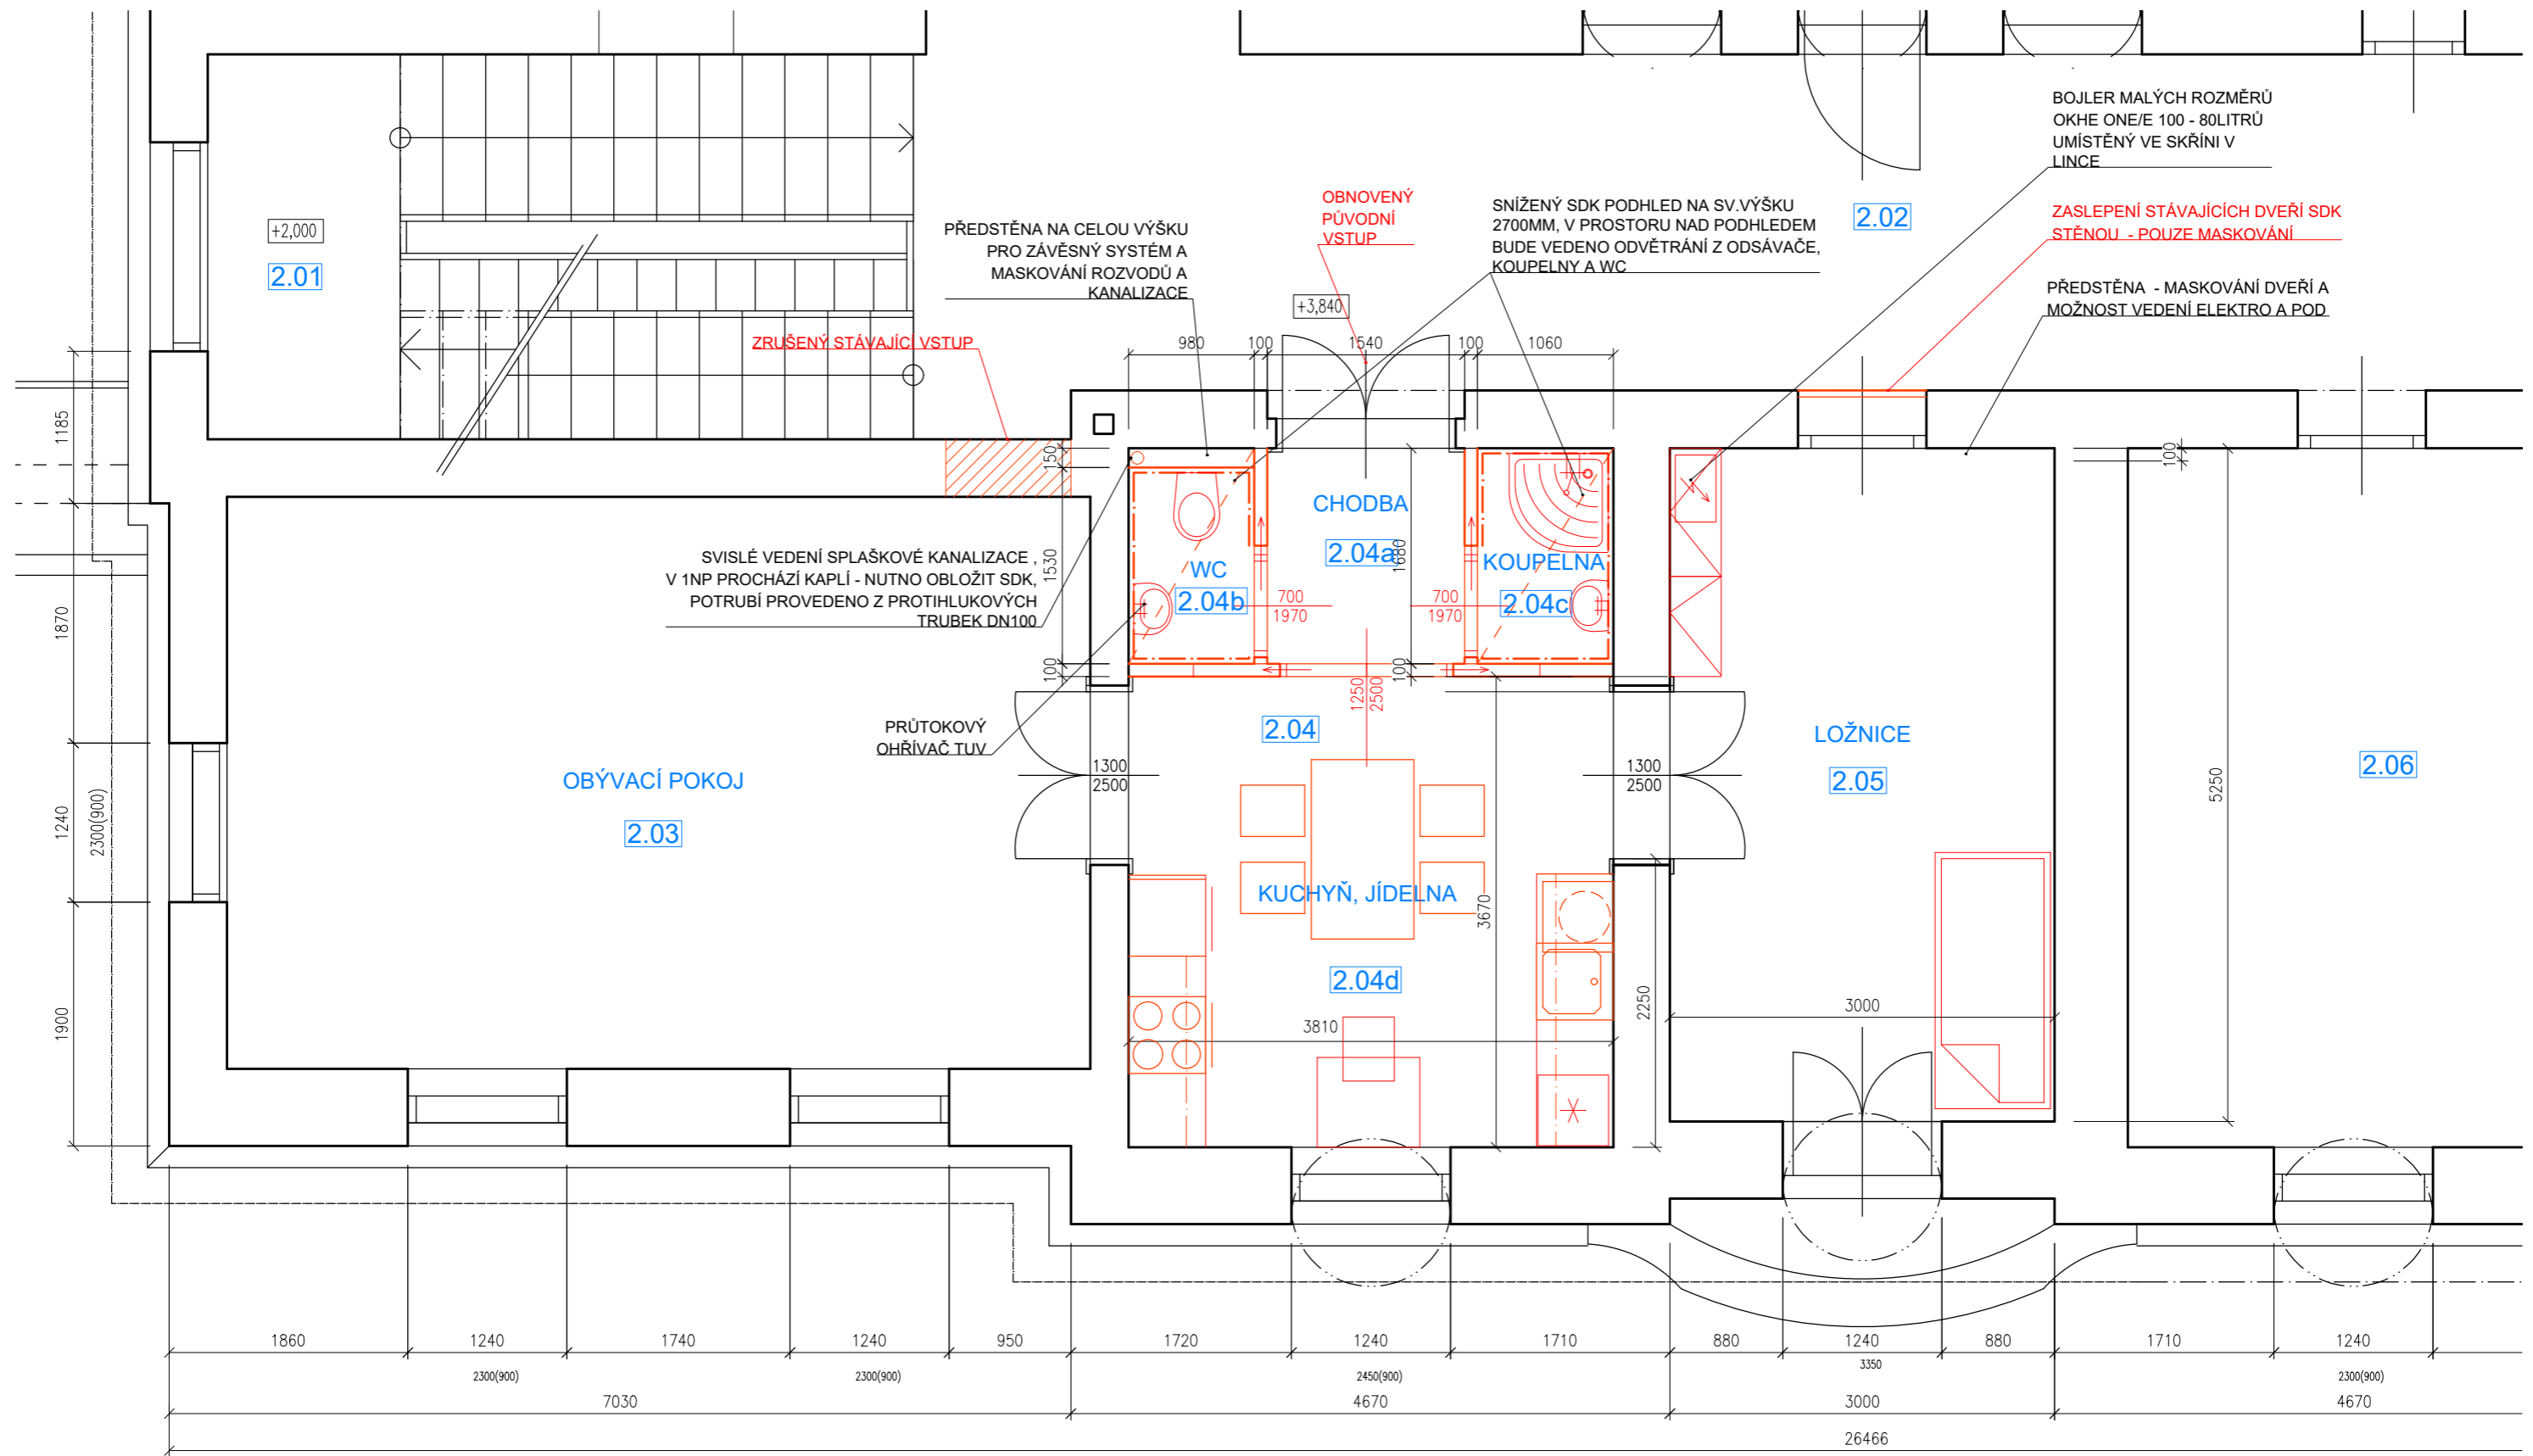 BOJLER MALÝCH ROZMĚRŮ
OKHE ONE/E 100 - 80LITRŮ
UMÍSTĚNÝ VE SKŘÍNI V
LINCE
OBNOVENÝ
PŮVODNÍ
VSTUP
SNÍŽENÝ SDK PODHLED NA SV.VÝŠKU
2700MM, V PROSTORU NAD PODHLEDEM
BUDE VEDENO ODVĚTRÁNÍ Z ODSÁVAČE,
KOUPELNY A WC
2.02
ZASLEPENÍ STÁVAJÍCÍCH DVEŘÍ SDK
STĚNOU - POUZE MASKOVÁNÍ
+2,000
2.01
PŘEDSTĚNA NA CELOU VÝŠKU
PRO ZÁVĚSNÝ SYSTÉM A
MASKOVÁNÍ ROZVODŮ A
KANALIZACE
PŘEDSTĚNA - MASKOVÁNÍ DVEŘÍ A
MOŽNOST VEDENÍ ELEKTRO A POD
+3,840
ZRUŠENÝ STÁVAJÍCÍ VSTUP
980
100
1540
100
1060
1185
150
100
CHODBA
2.04a
1680
SVISLÉ VEDENÍ SPLAŠKOVÉ KANALIZACE ,
V 1NP PROCHÁZÍ KAPLÍ - NUTNO OBLOŽIT SDK,
POTRUBÍ PROVEDENO Z PROTIHLUKOVÝCH
TRUBEK DN100
1530
WC
2.04b
KOUPELNA
2.04c
700
1970
700
1970
1870
100
100
1250
2500
PRŮTOKOVÝ
OHŘÍVAČ TUV
2.04
LOŽNICE
2.05
2.06
5250
OBÝVACÍ POKOJ
2.03
1300
2500
1300
2500
1240
2300(900)
KUCHYŇ, JÍDELNA
3670
2.04d
2250
1900
3810
3000
1860
1240
1740
1240
950
1720
1240
1710
880
1240
880
1710
1240
2300(900)
2300(900)
2450(900)
3350
2300(900)
7030
4670
3000
4670
26466